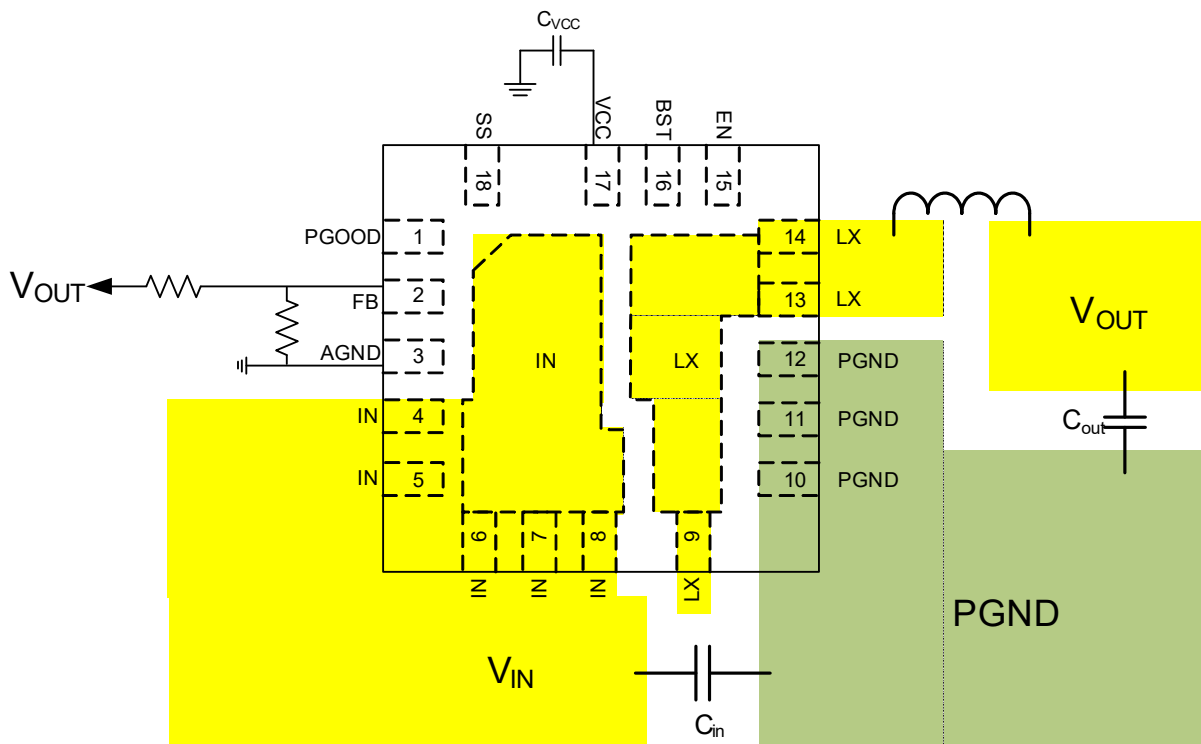 CVCC
SS
VCC
BST
EN
18
17
16
15
PGOOD
1
14
LX
VOUT
FB
2
13
LX
VOUT
AGND
3
IN
LX
12
PGND
IN
4
11
PGND
Cout
IN
5
10
PGND
6
7
8
9
IN
IN
IN
LX
PGND
VIN
Cin